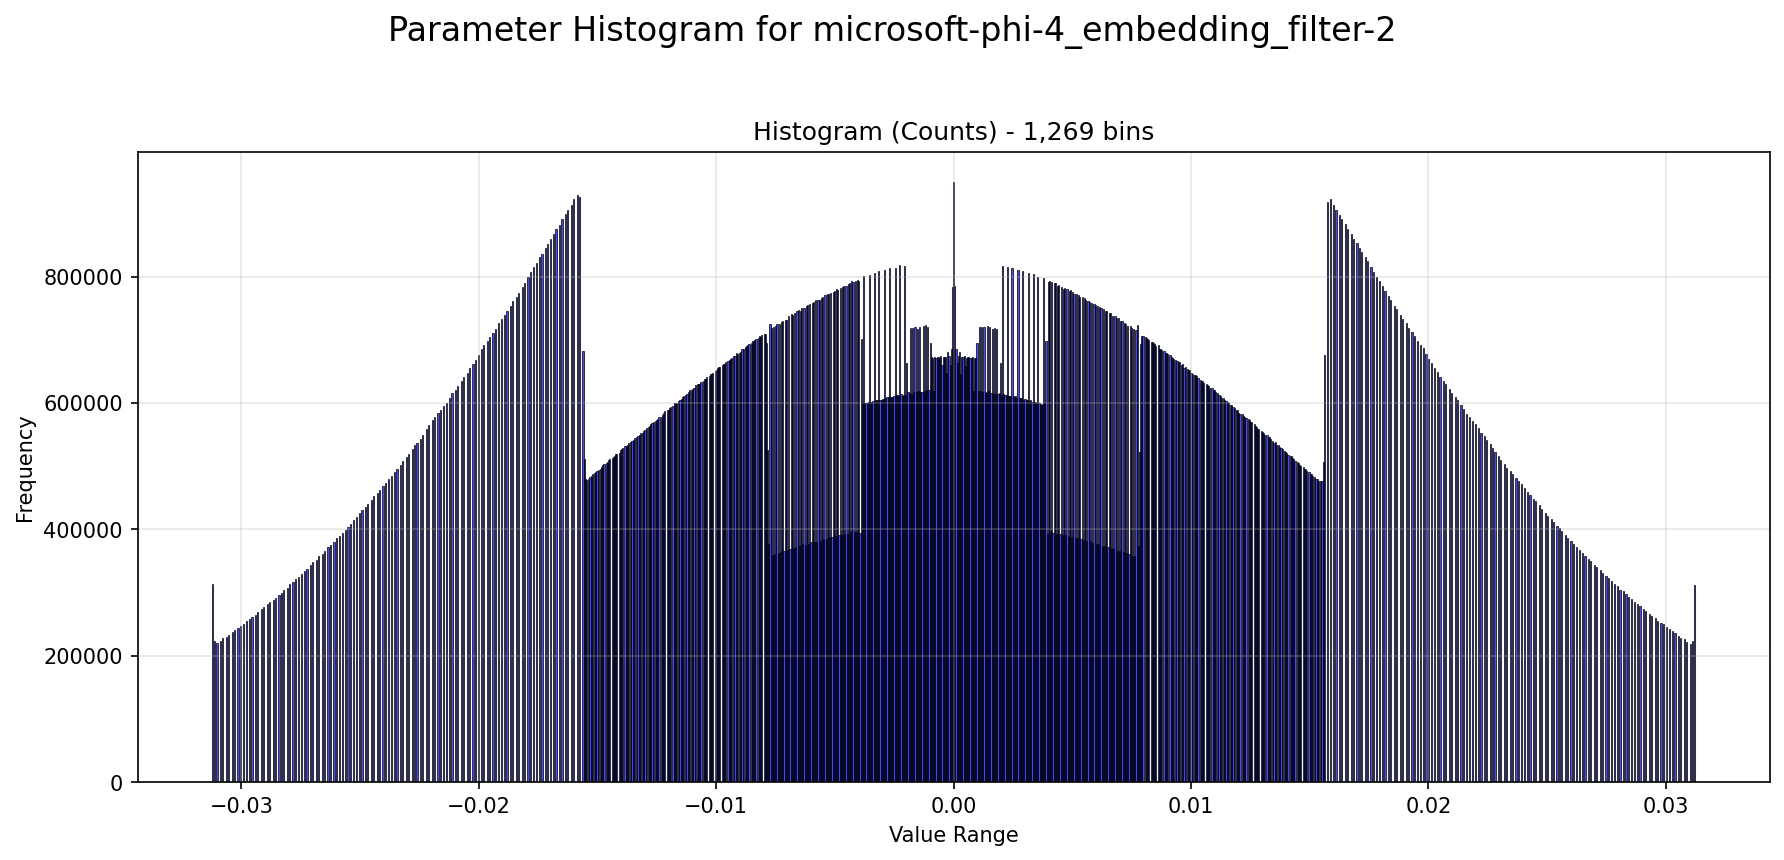 Parameter Histogram for microsoft-phi-4_embedding_filter-2
Histogram (Counts) - 1,269 bins
Frequency
800000
600000
400000
200000
0
−0.03 −0.02 −0.01 0.00 0.01 0.02 0.03
Value Range